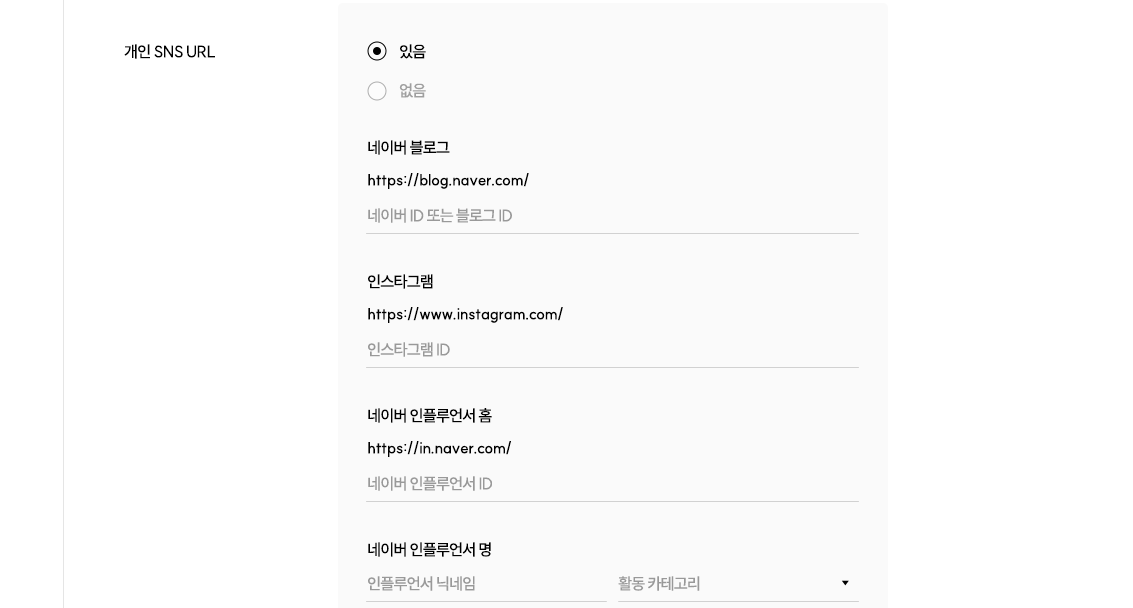 개인 SNS URL
있음
없음
네이버 블로그
https://blog.naver.com/
네이버 ID 또는 블로그 ID
인스타그램
https://www.instagram.com/
인스타그램 ID
네이버 인플루언서 홈
https://in.naver.com/
네이버 인플루언서 ID
네이버 인플루언서 명
인플루언서 닉네임 활동 카테고리